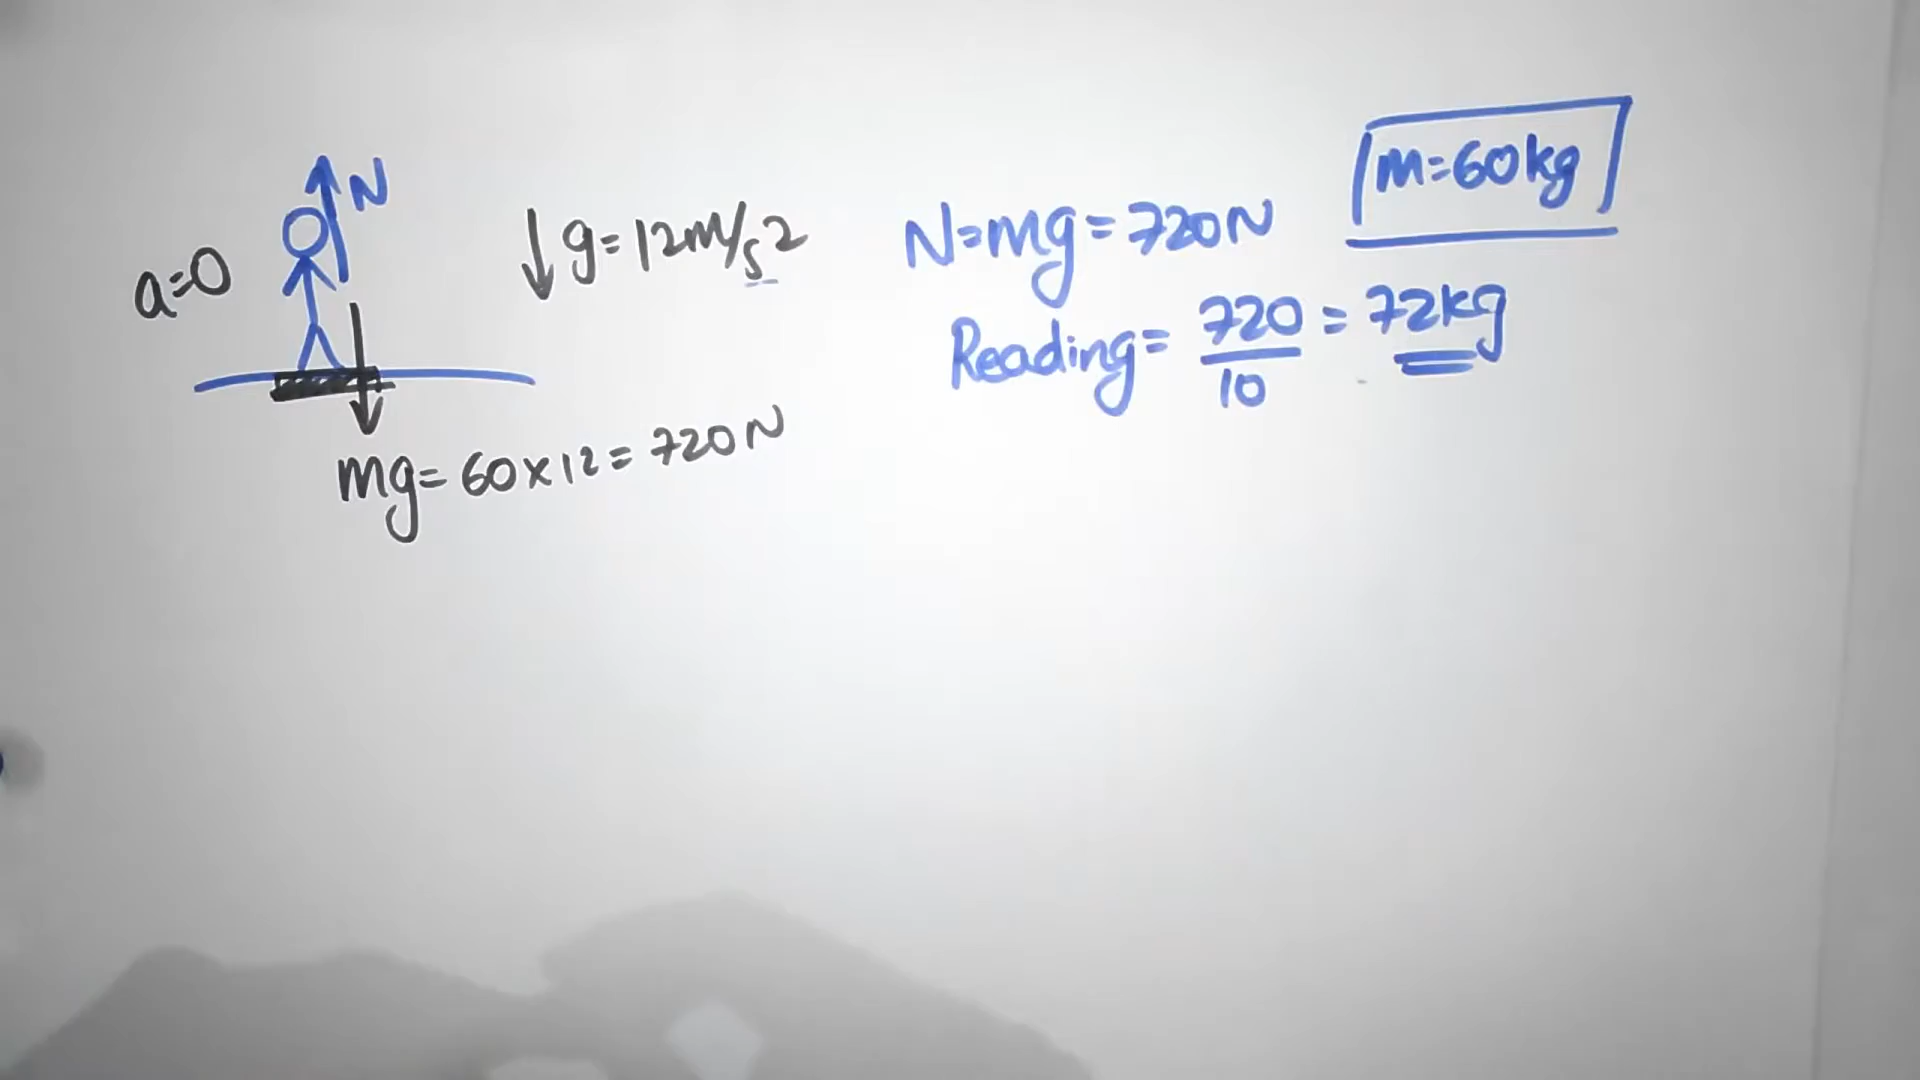 m=60kg
N
g=12m/s2
N=mg=720N
a=0
Reading= 720/10 = 72kg
mg=60×12=720N